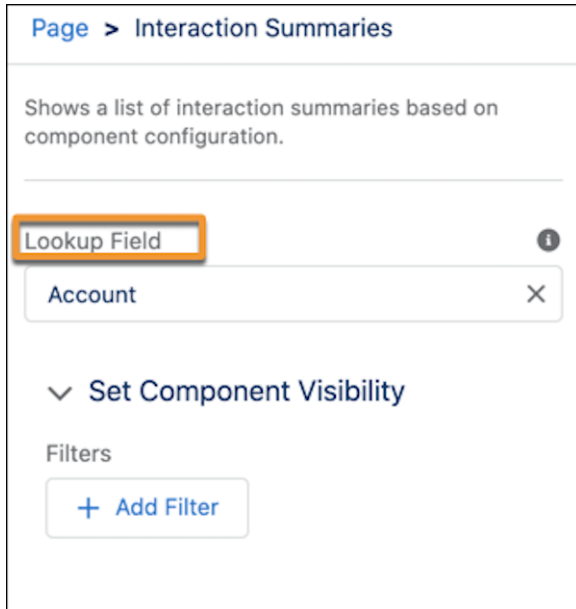 Page > Interaction Summaries
Shows a list of interaction summaries based on
component configuration.
Lookup Field
Account
Set Component Visibility
Filters
+ Add Filter